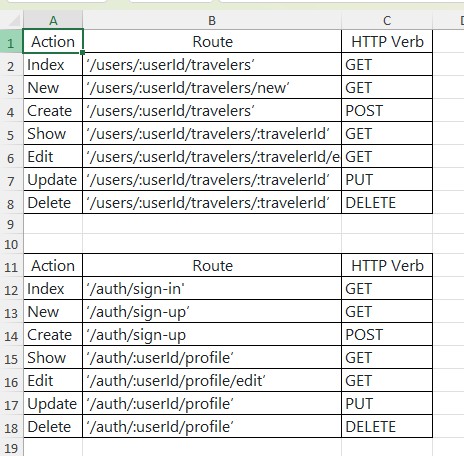 A B C
1 Action Route HTTP Verb
2 Index '/users/:userId/travelers' GET
3 New '/users/:userId/travelers/new' GET
4 Create '/users/:userId/travelers' POST
5 Show '/users/:userId/travelers/:travelerId' GET
6 Edit '/users/:userId/travelers/:travelerId/e GET
7 Update '/users/:userId/travelers/:travelerId' PUT
8 Delete '/users/:userId/travelers/:travelerId' DELETE
9
10
11 Action Route HTTP Verb
12 Index '/auth/sign-in' GET
13 New '/auth/sign-up' GET
14 Create '/auth/sign-up POST
15 Show '/auth/:userId/profile' GET
16 Edit '/auth/:userId/profile/edit' GET
17 Update '/auth/:userId/profile' PUT
18 Delete '/auth/:userId/profile' DELETE
19